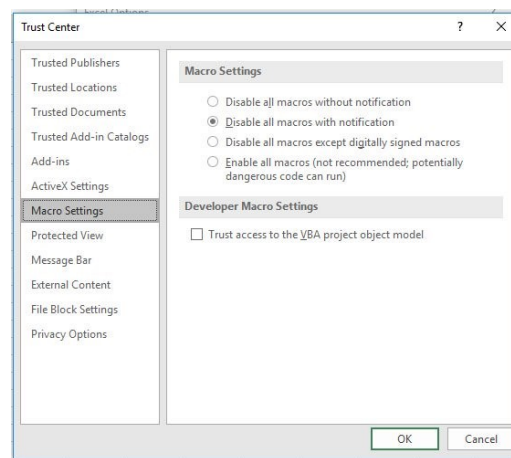 Excel Options
Trust Center
?
Trusted Publishers
Trusted Locations
Trusted Documents
Trusted Add-in Catalogs
Add-ins
ActiveX Settings
Macro Settings
Protected View
Message Bar
External Content
File Block Settings
Privacy Options
Macro Settings
Disable all macros without notification
Disable all macros with notification
Disable all macros except digitally signed macros
Enable all macros (not recommended; potentially
dangerous code can run)
Developer Macro Settings
Trust access to the VBA project object model
OK
Cancel